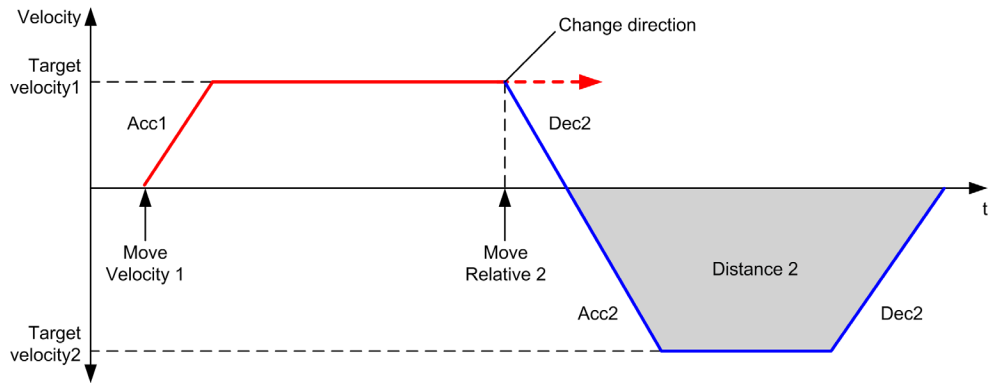 Velocity
Change direction
Target
velocity1
Acc1
Dec2
t
Move
Velocity 1
Move
Relative 2
Distance 2
Acc2
Dec2
Target
velocity2